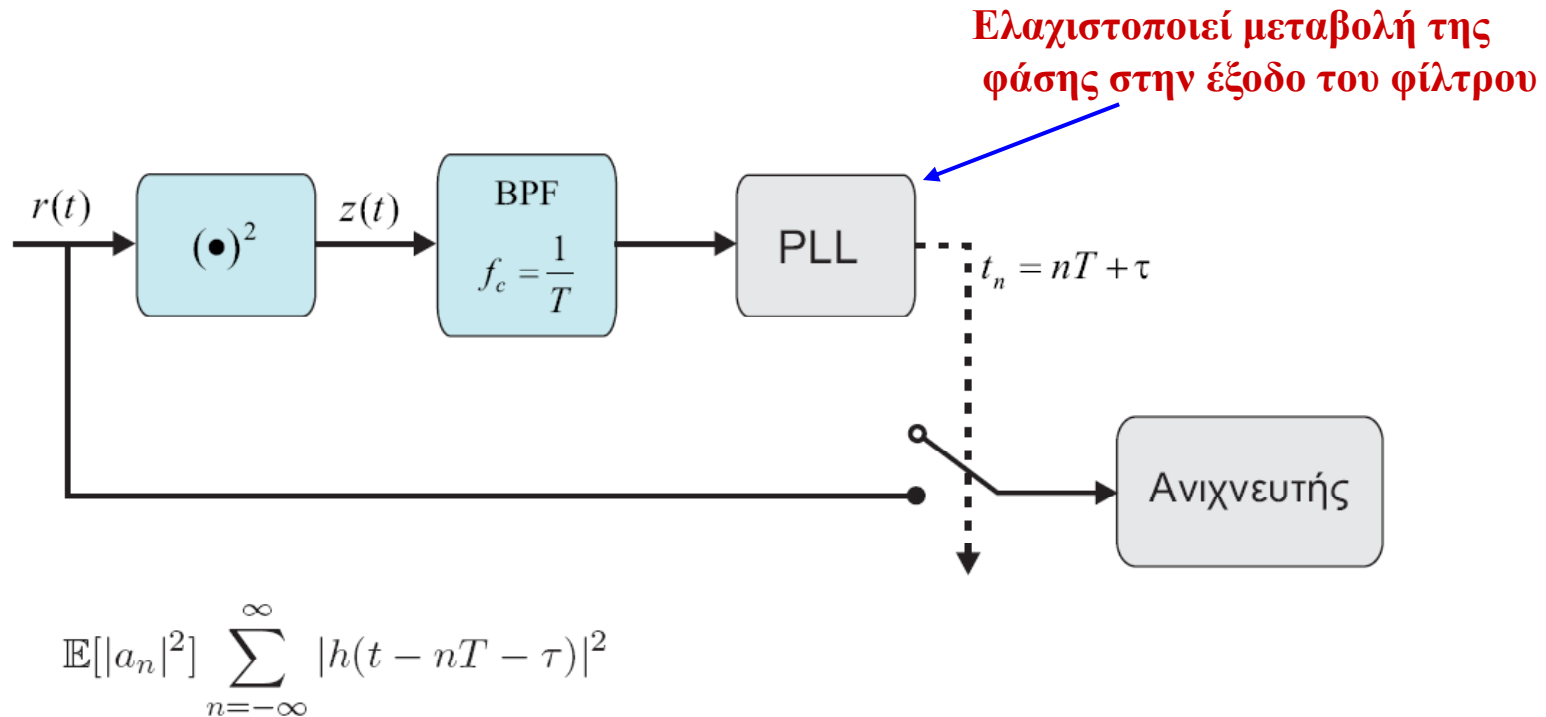 Ελαχιστοποιεί μεταβολή της
φάσης στην έξοδο του φίλτρου
r(t)
(•)²
z(t)
BPF
f_c = 1/T
PLL
t_n = nT + τ
Ανιχνευτής
𝔼[|a_n|²] ∑_{n=-∞}^{∞} |h(t − nT − τ)|²